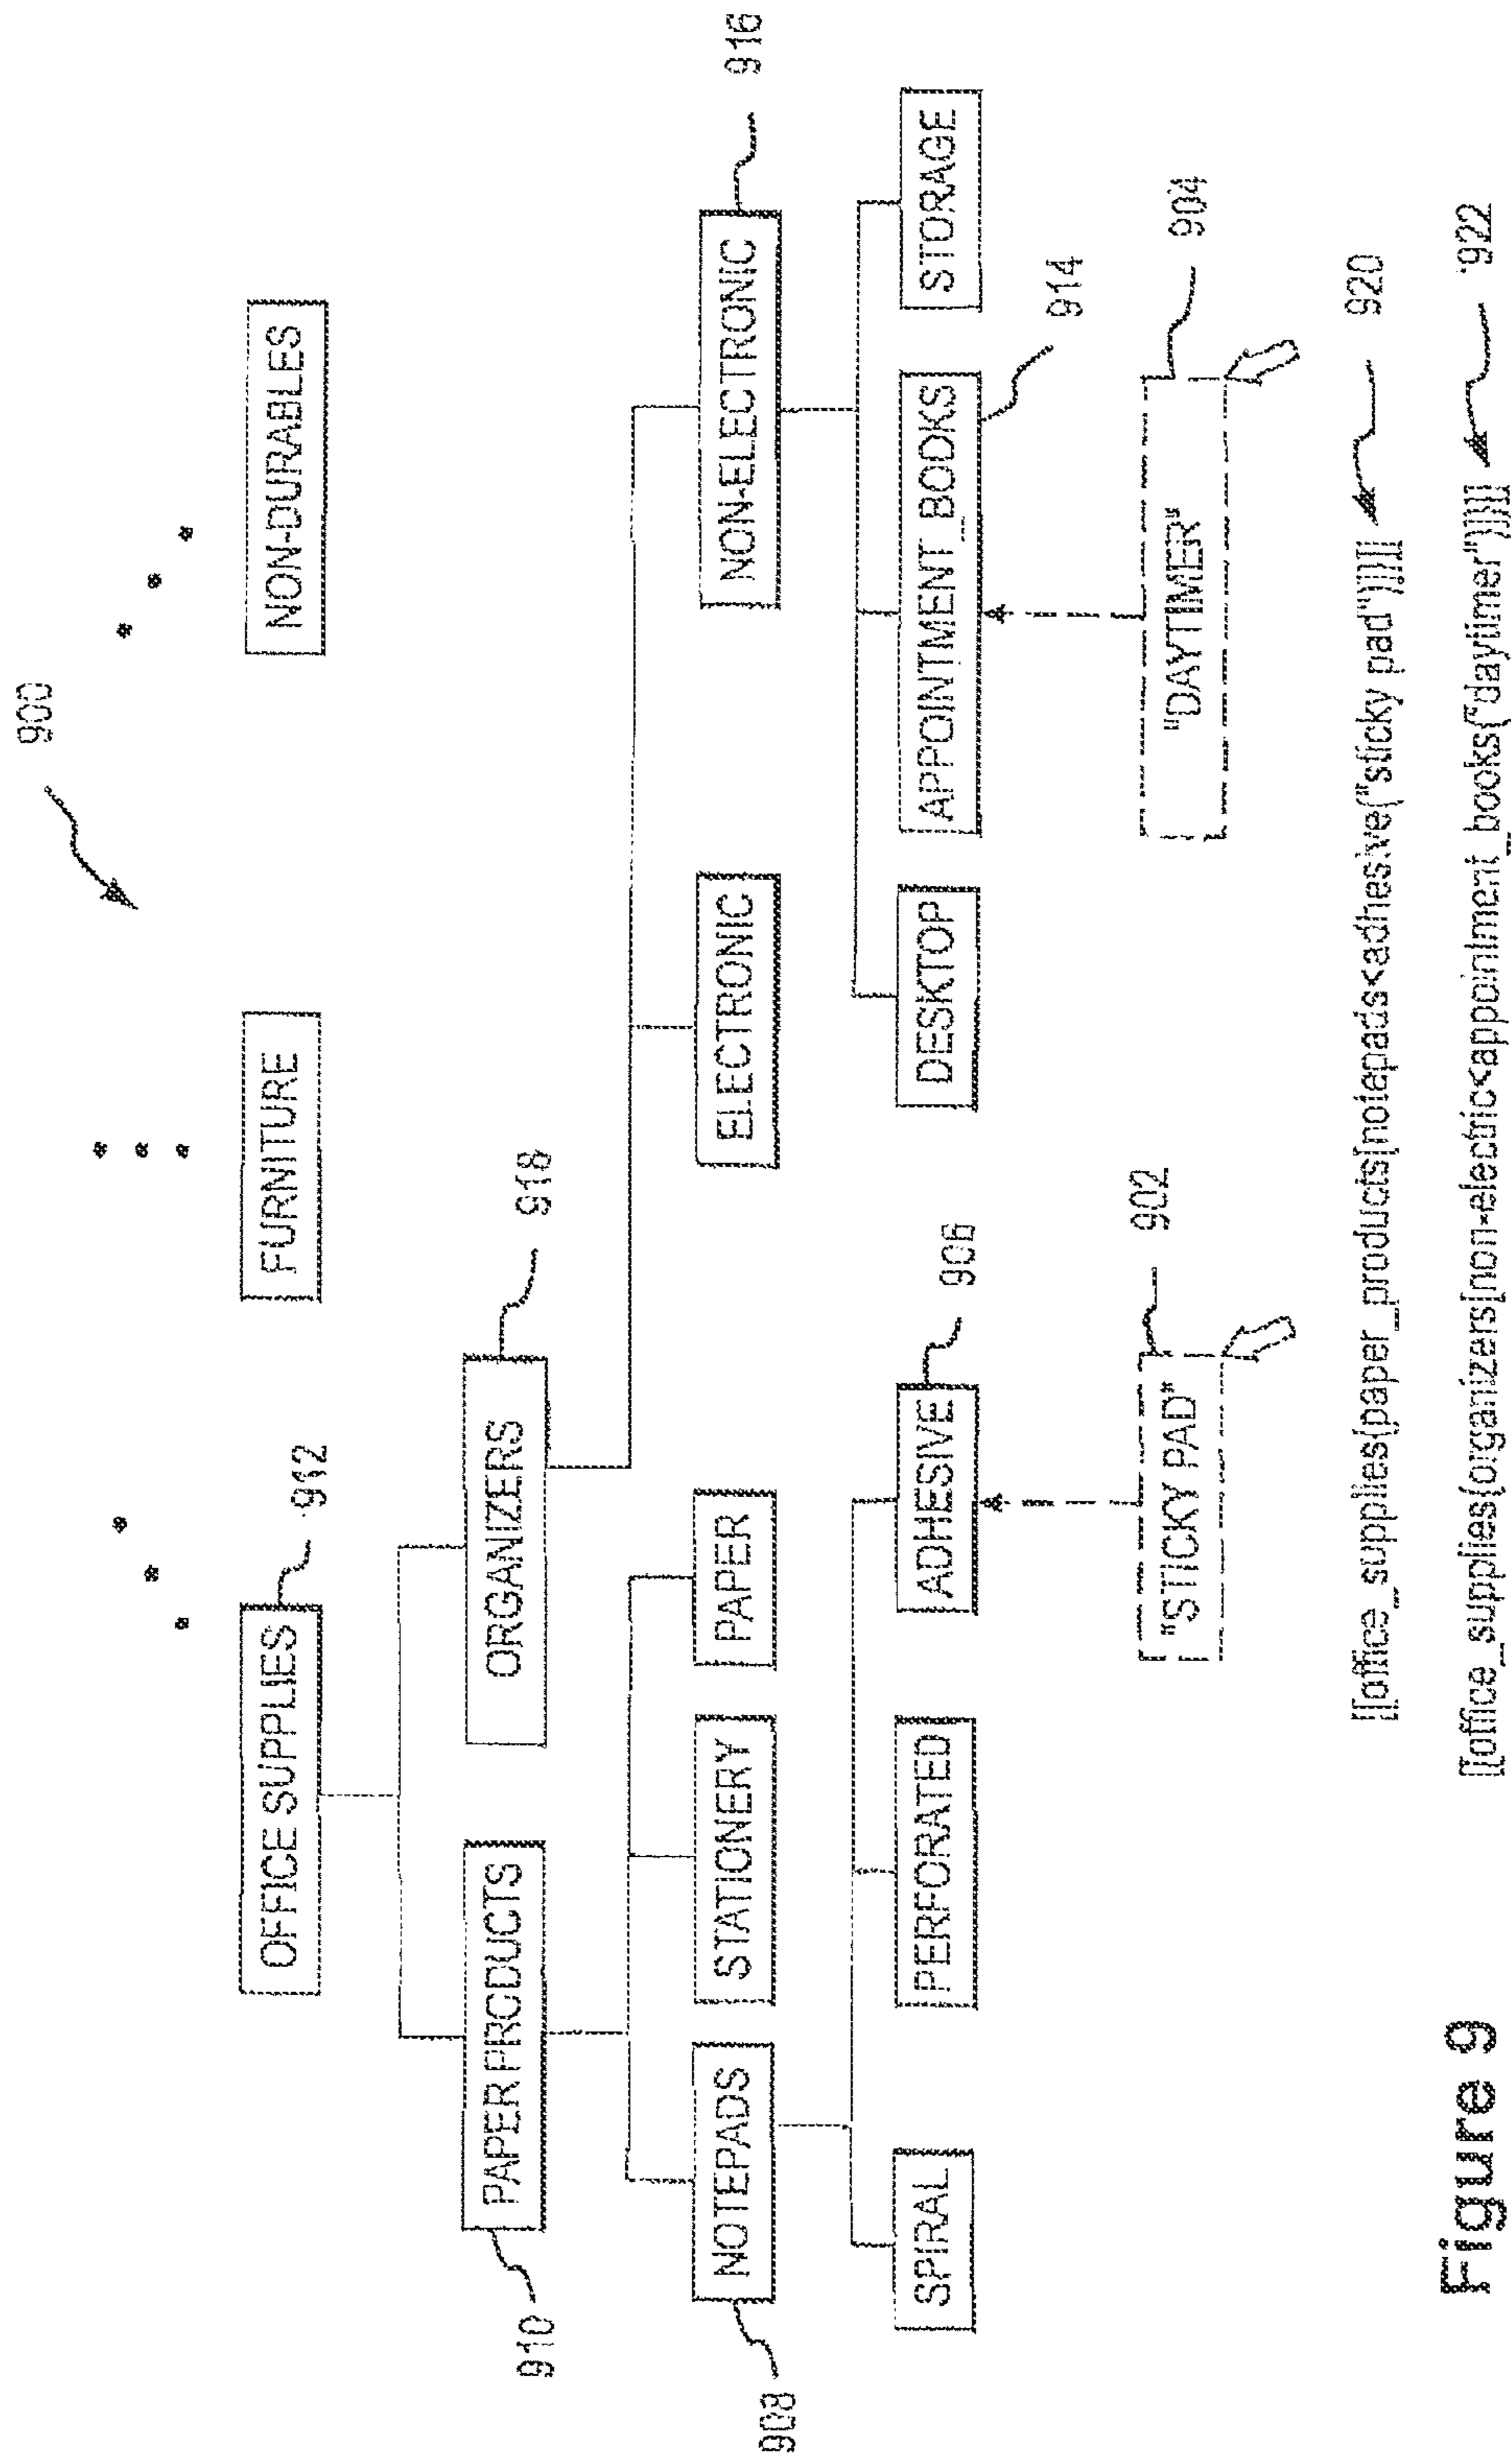 900
OFFICE SUPPLIES
912
FURNITURE
NON-DURABLES
910
PAPER PRODUCTS
ORGANIZERS
918
908
NOTEPADS
STATIONERY
PAPER
ELECTRONIC
NON-ELECTRONIC
916
SPIRAL
PERFORATED
ADHESIVE
906
DESKTOP
APPOINTMENT_BOOKS
914
STORAGE
"STICKY PAD"
902
"DAYTIMER"
904
[[office_supplies{paper_products[notepads<adhesive("sticky pad")>]}]]
920
[[office_supplies{organizers[non-electric<appointment_books("daytimer")>]}]]
922
Figure 9